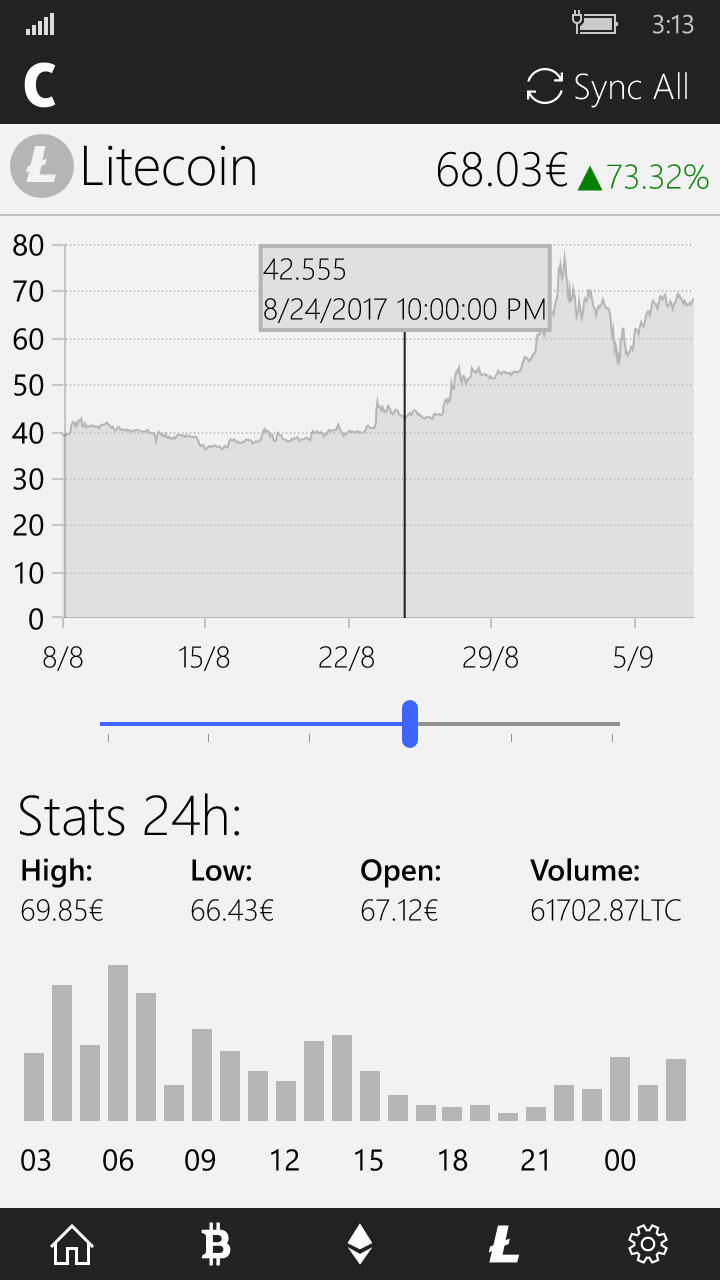 3:13
C
Sync All
Ł Litecoin 68.03€ ▲73.32%
80
42.555
70
8/24/2017 10:00:00 PM
60
50
40
30
20
10
0
8/8 15/8 22/8 29/8 5/9
Stats 24h:
High: Low: Open: Volume:
69.85€ 66.43€ 67.12€ 61702.87LTC
03 06 09 12 15 18 21 00